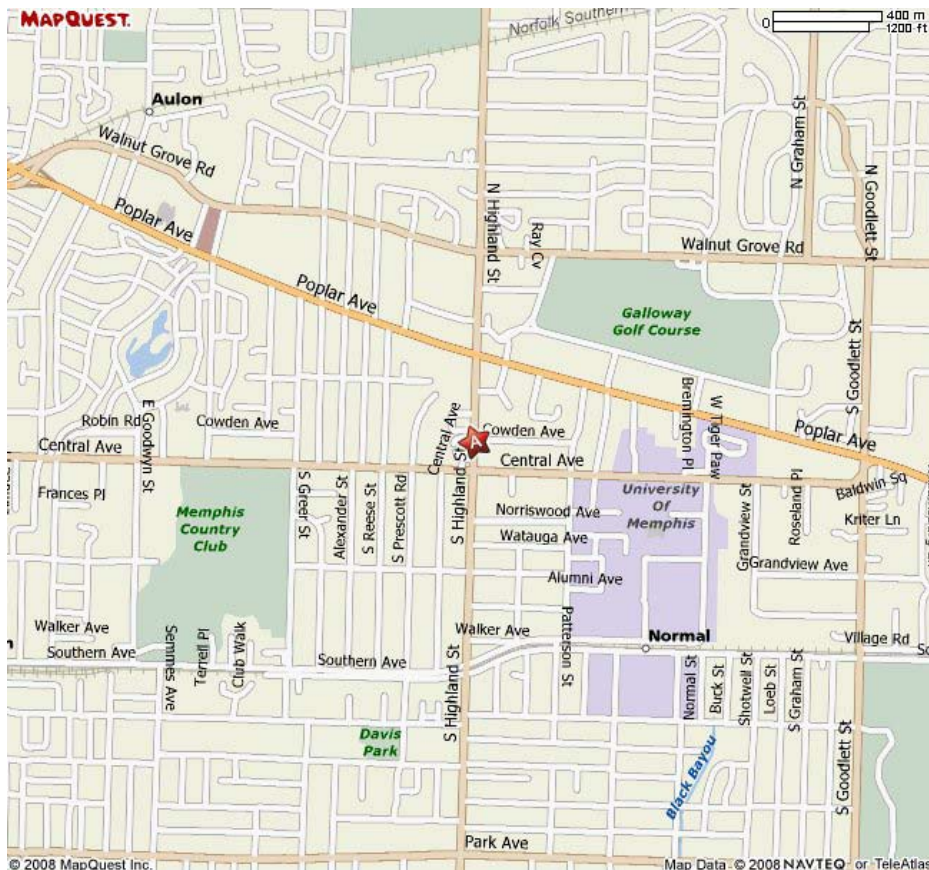 MAPQUEST.
Norfolk Southern
400 m
0
1200 ft
Aulon
Walnut Grove Rd
N Graham St
N Goodlett St
Poplar Ave
N Highland St
Ray Cv
Walnut Grove Rd
Poplar Ave
Galloway
Golf Course
S Goodlett St
Bremington Pl
W Tiger Paw
Robin Rd
E Goodwyn St
Cowden Ave
Central Ave
A
Cowden Ave
Poplar Ave
Central Ave
Central Ave
Frances Pl
S Greer St
Alexander St
S Reese St
S Prescott Rd
S Highland St
University
Of
Memphis
Baldwin Sq
Memphis
Country
Club
Norriswood Ave
Grandview St
Roseland Pl
Kriter Ln
Watauga Ave
Alumni Ave
Grandview Ave
Walker Ave
Semmes Ave
Terrell Pl
Club Walk
Walker Ave
Patterson St
Normal
Village Rd
Southern Ave
Southern Ave
S Highland St
Normal St
Buck St
Shotwell St
Loeb St
S Graham St
Davis
Park
Black Bayou
S Goodlett St
Park Ave
© 2008 MapQuest Inc.
Map Data © 2008 NAVTEQ or TeleAtlas